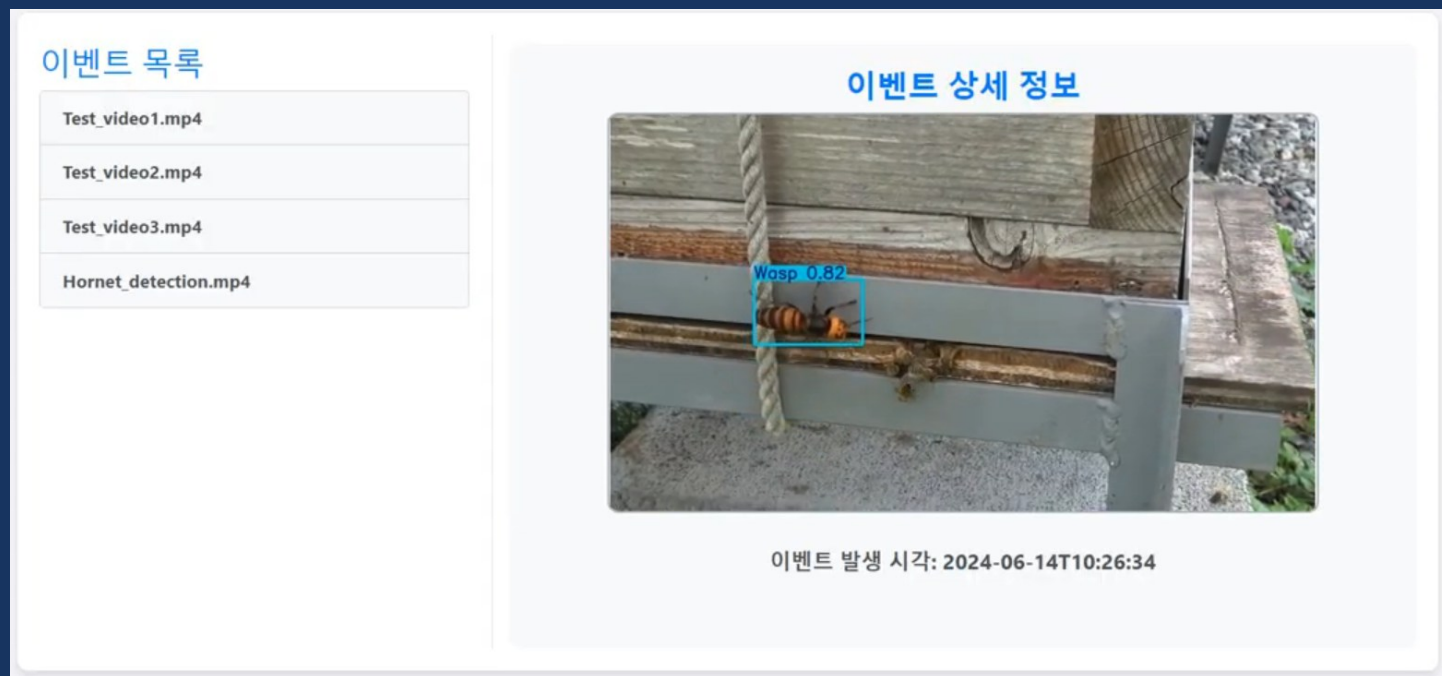 이벤트 목록
Test_video1.mp4
Test_video2.mp4
Test_video3.mp4
Hornet_detection.mp4
이벤트 상세 정보
Wasp 0.82
이벤트 발생 시각: 2024-06-14T10:26:34